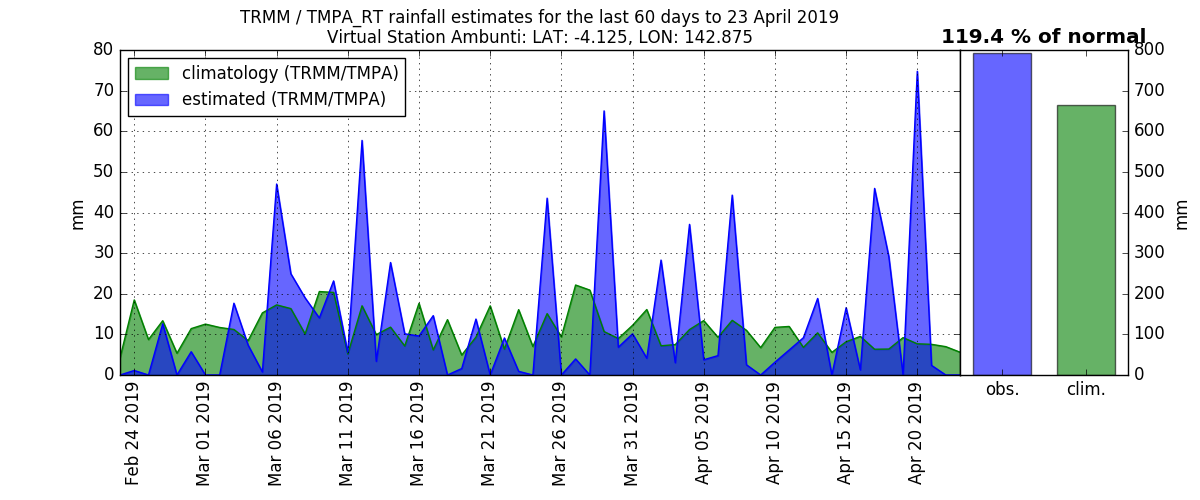 TRMM / TMPA_RT rainfall estimates for the last 60 days to 23 April 2019
Virtual Station Ambunti: LAT: -4.125, LON: 142.875
119.4 % of normal
climatology (TRMM/TMPA)
estimated (TRMM/TMPA)
80
70
60
50
40
30
20
10
0
mm
800
700
600
500
400
300
200
100
0
mm
Feb 24 2019
Mar 01 2019
Mar 06 2019
Mar 11 2019
Mar 16 2019
Mar 21 2019
Mar 26 2019
Mar 31 2019
Apr 05 2019
Apr 10 2019
Apr 15 2019
Apr 20 2019
obs.
clim.